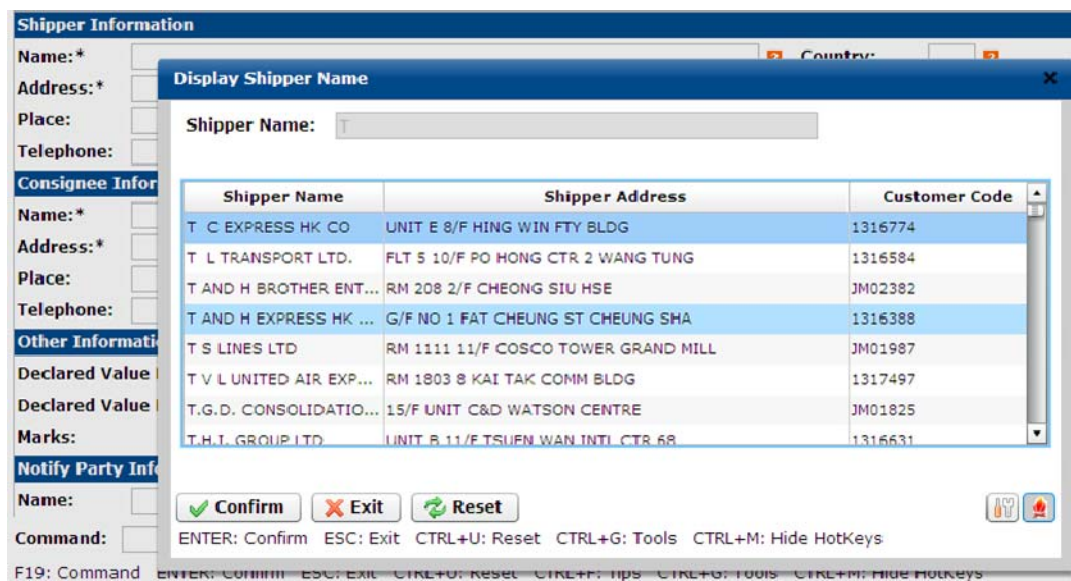 Shipper Information
Name:* Country:
Address:*
Place:
Telephone:
Consignee Infor
Name:*
Address:*
Place:
Telephone:
Other Informati
Declared Value
Declared Value
Marks:
Notify Party Info
Name:
Command:
Display Shipper Name
Shipper Name: T
Shipper Name Shipper Address Customer Code
T C EXPRESS HK CO UNIT E 8/F HING WIN FTY BLDG 1316774
T L TRANSPORT LTD. FLT 5 10/F PO HONG CTR 2 WANG TUNG 1316584
T AND H BROTHER ENT... RM 208 2/F CHEONG SIU HSE JM02382
T AND H EXPRESS HK ... G/F NO 1 FAT CHEUNG ST CHEUNG SHA 1316388
T S LINES LTD RM 1111 11/F COSCO TOWER GRAND MILL JM01987
T V L UNITED AIR EXP... RM 1803 8 KAI TAK COMM BLDG 1317497
T.G.D. CONSOLIDATIO... 15/F UNIT C&D WATSON CENTRE JM01825
T.H.I. GROUP LTD UNIT B 11/F TSUEN WAN INTL CTR 68 1316631
Confirm Exit Reset
ENTER: Confirm ESC: Exit CTRL+U: Reset CTRL+G: Tools CTRL+M: Hide HotKeys
F19: Command ENTER: Confirm ESC: Exit CTRL+U: Reset CTRL+F: Tips CTRL+G: Tools CTRL+M: Hide HotKeys